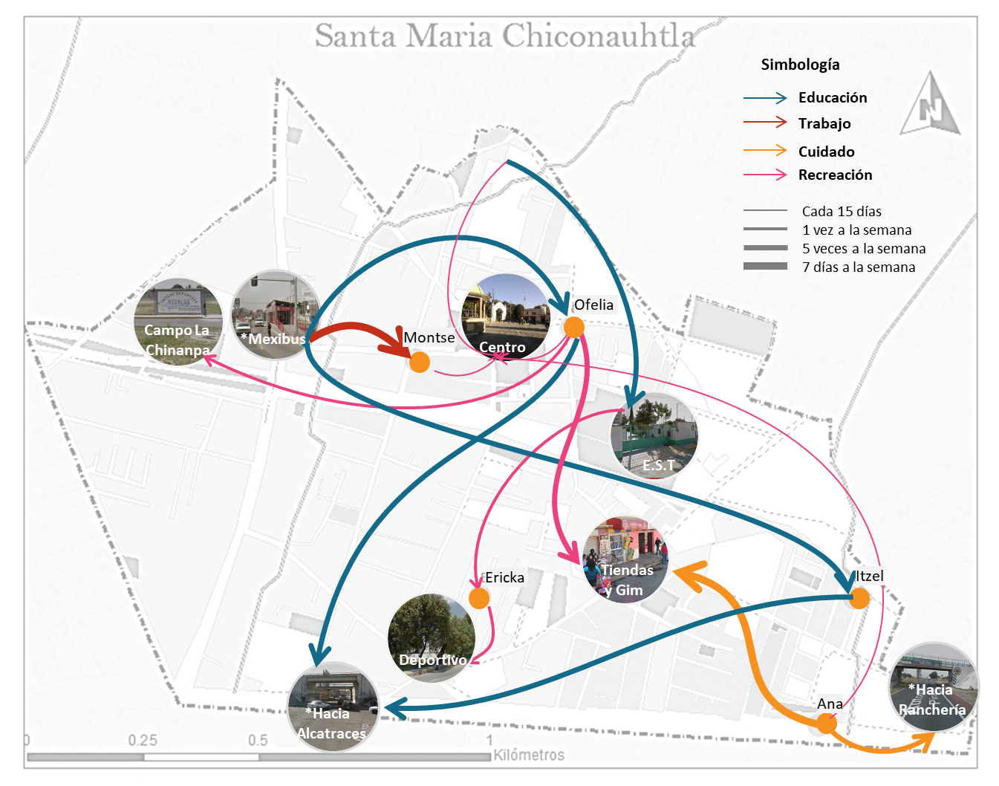 Santa Maria Chiconauhtla
Simbología
Educación
Trabajo
Cuidado
Recreación
Cada 15 días
1 vez a la semana
5 veces a la semana
7 días a la semana
N
Campo La
Chinanpa
*Mexibus
Montse
Centro
Ofelia
E.S.T
Tiendas
y Gim
Ericka
Deportivo
Itzel
Ana
*Hacia
Ranchería
*Hacia
Alcatraces
0 0.25 0.5 1
Kilómetros